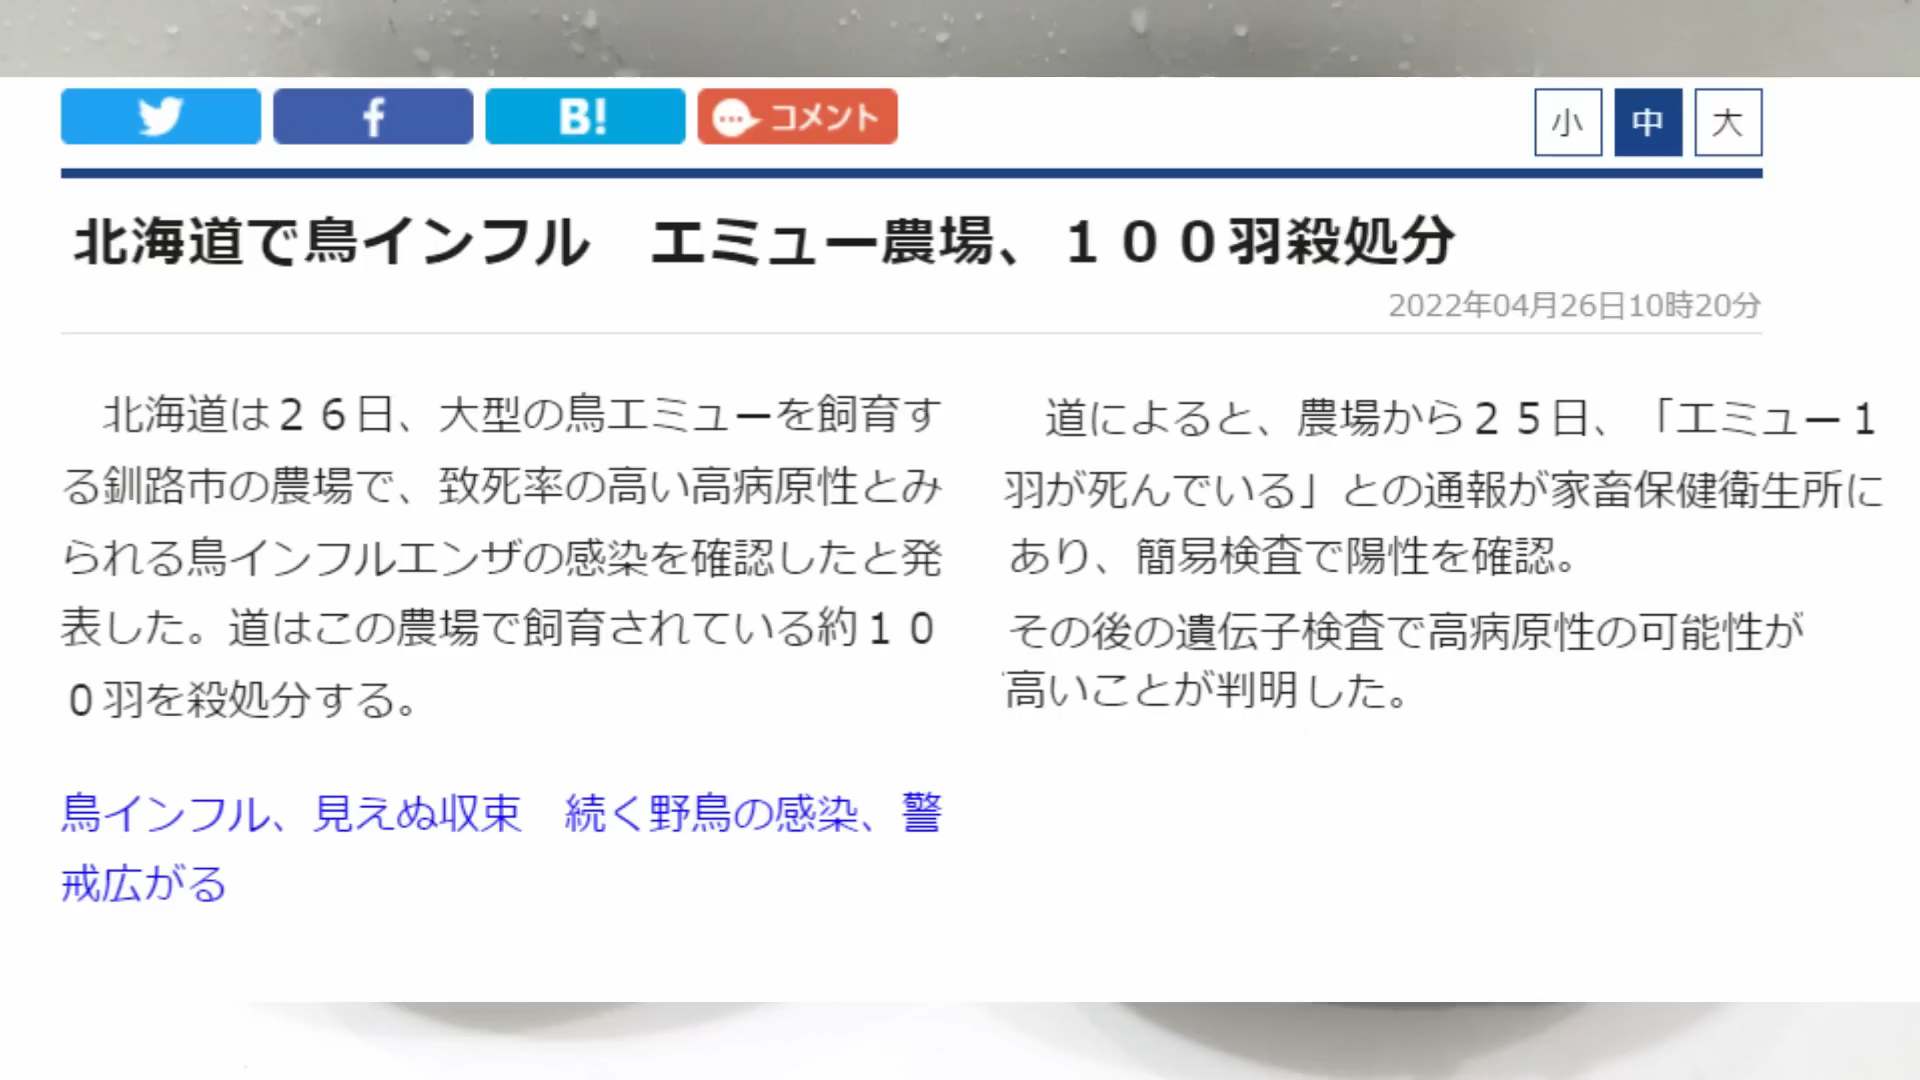 B!
コメント
小
中
大
北海道で鳥インフル　エミュー農場、１００羽殺処分
2022年04月26日10時20分
北海道は２６日、大型の鳥エミューを飼育す
る釧路市の農場で、致死率の高い高病原性とみ
られる鳥インフルエンザの感染を確認したと発
表した。道はこの農場で飼育されている約１０
０羽を殺処分する。
鳥インフル、見えぬ収束　続く野鳥の感染、警
戒広がる
道によると、農場から２５日、「エミュー１
羽が死んでいる」との通報が家畜保健衛生所に
あり、簡易検査で陽性を確認。
その後の遺伝子検査で高病原性の可能性が
高いことが判明した。